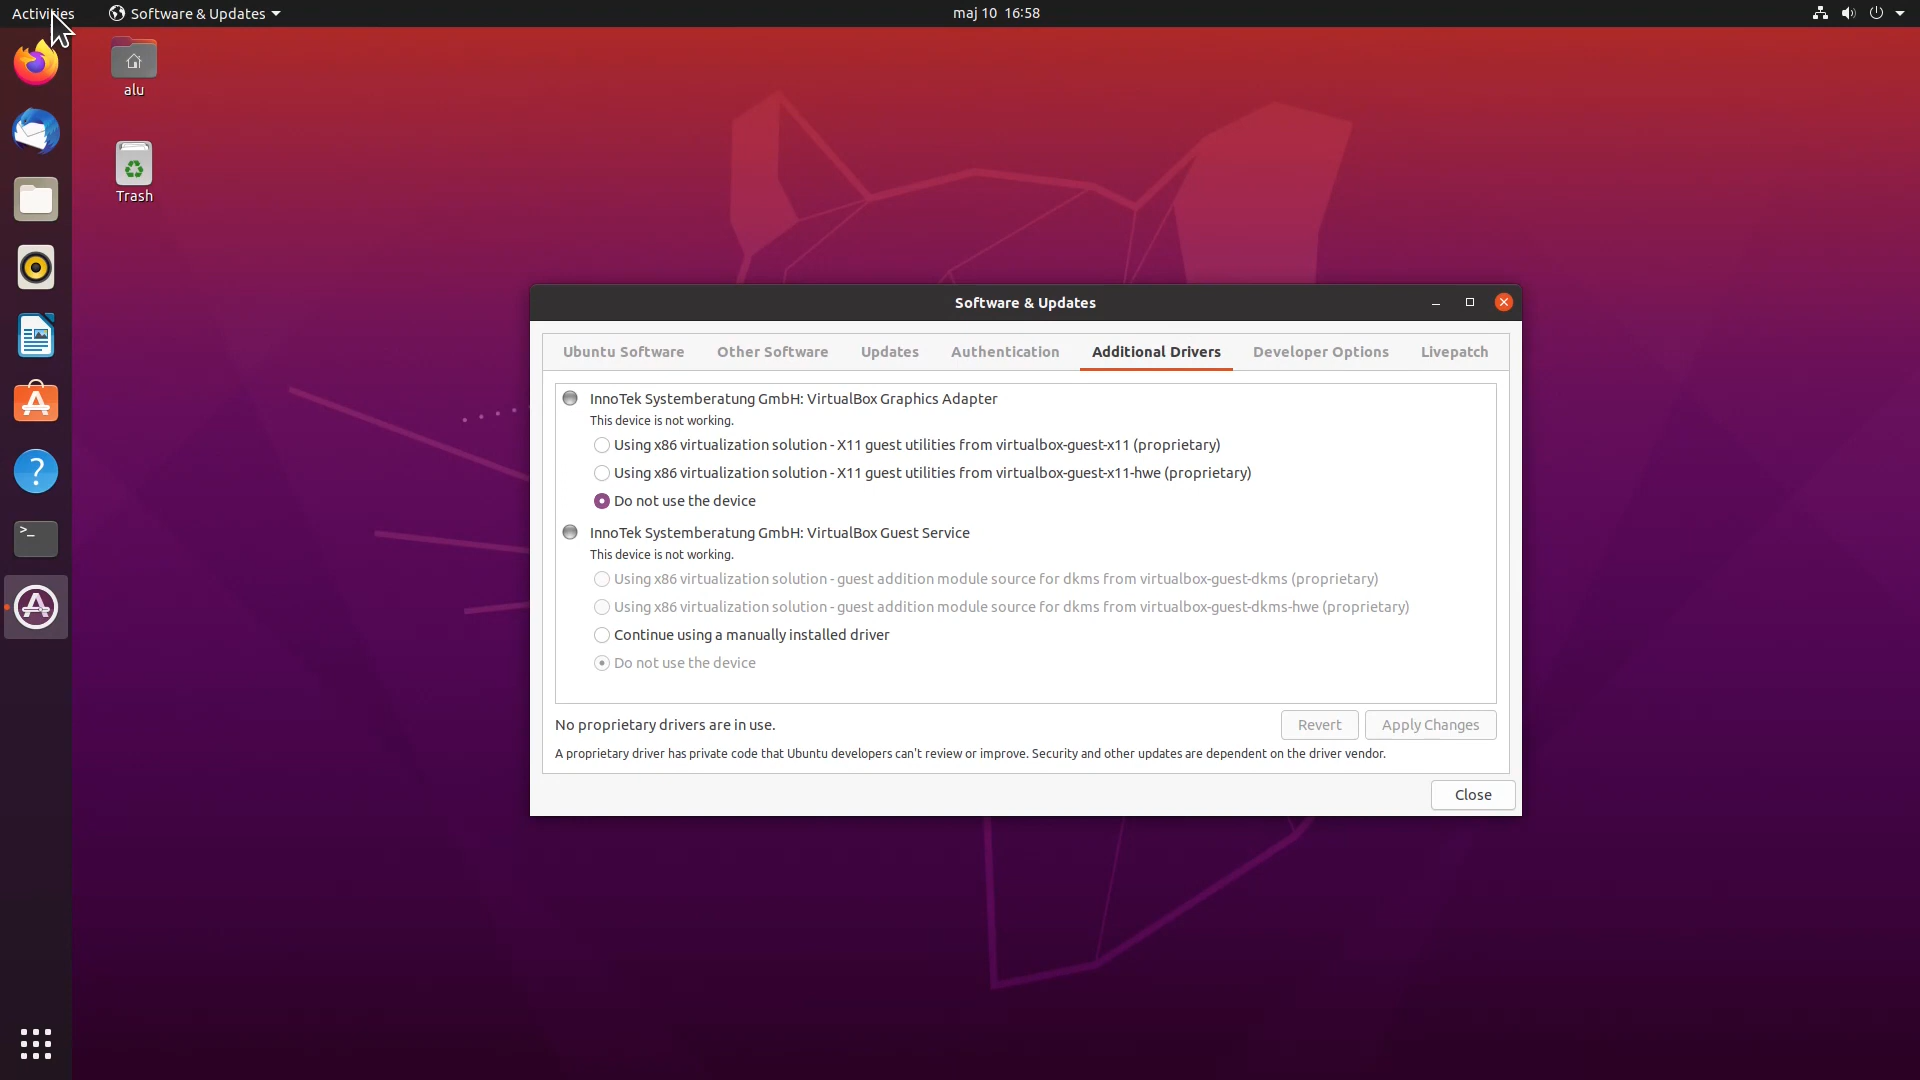 Activities
Software & Updates
maj 10 16:58
alu
Trash
Software & Updates
Ubuntu Software
Other Software
Updates
Authentication
Additional Drivers
Developer Options
Livepatch
InnoTek Systemberatung GmbH: VirtualBox Graphics Adapter
This device is not working.
Using x86 virtualization solution - X11 guest utilities from virtualbox-guest-x11 (proprietary)
Using x86 virtualization solution - X11 guest utilities from virtualbox-guest-x11-hwe (proprietary)
Do not use the device
InnoTek Systemberatung GmbH: VirtualBox Guest Service
This device is not working.
Using x86 virtualization solution - guest addition module source for dkms from virtualbox-guest-dkms (proprietary)
Using x86 virtualization solution - guest addition module source for dkms from virtualbox-guest-dkms-hwe (proprietary)
Continue using a manually installed driver
Do not use the device
No proprietary drivers are in use.
Revert
Apply Changes
A proprietary driver has private code that Ubuntu developers can't review or improve. Security and other updates are dependent on the driver vendor.
Close